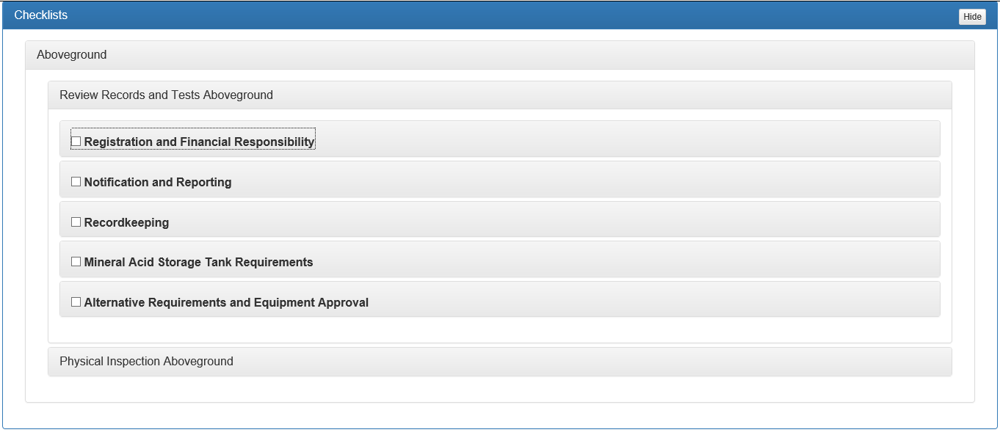 Checklists
Hide
Aboveground
Review Records and Tests Aboveground
Registration and Financial Responsibility
Notification and Reporting
Recordkeeping
Mineral Acid Storage Tank Requirements
Alternative Requirements and Equipment Approval
Physical Inspection Aboveground